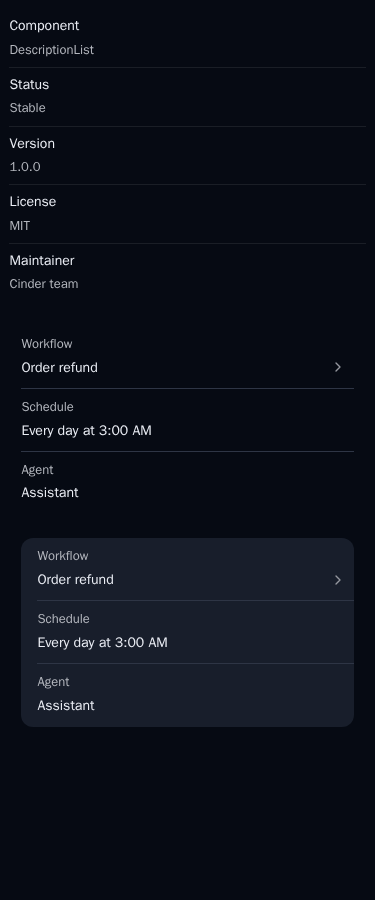 Component
DescriptionList
Status
Stable
Version
1.0.0
License
MIT
Maintainer
Cinder team
Workflow
Order refund
Schedule
Every day at 3:00 AM
Agent
Assistant
Workflow
Order refund
Schedule
Every day at 3:00 AM
Agent
Assistant